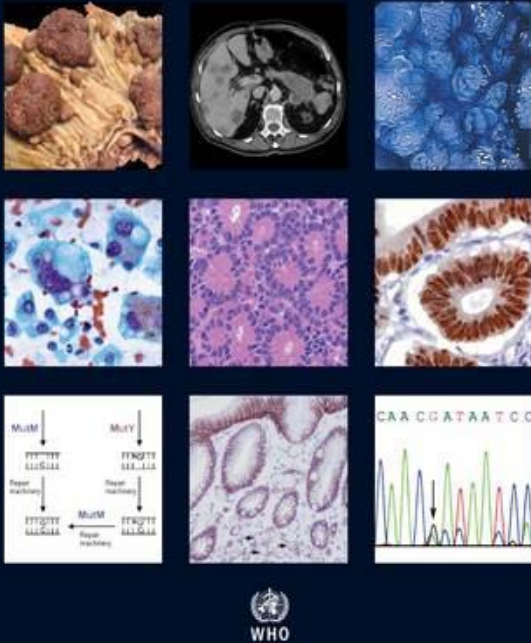 CAACGATAATCC
MutM MutY
Repair Repair
machinery machinery
MutM
Repair
machinery
WHO